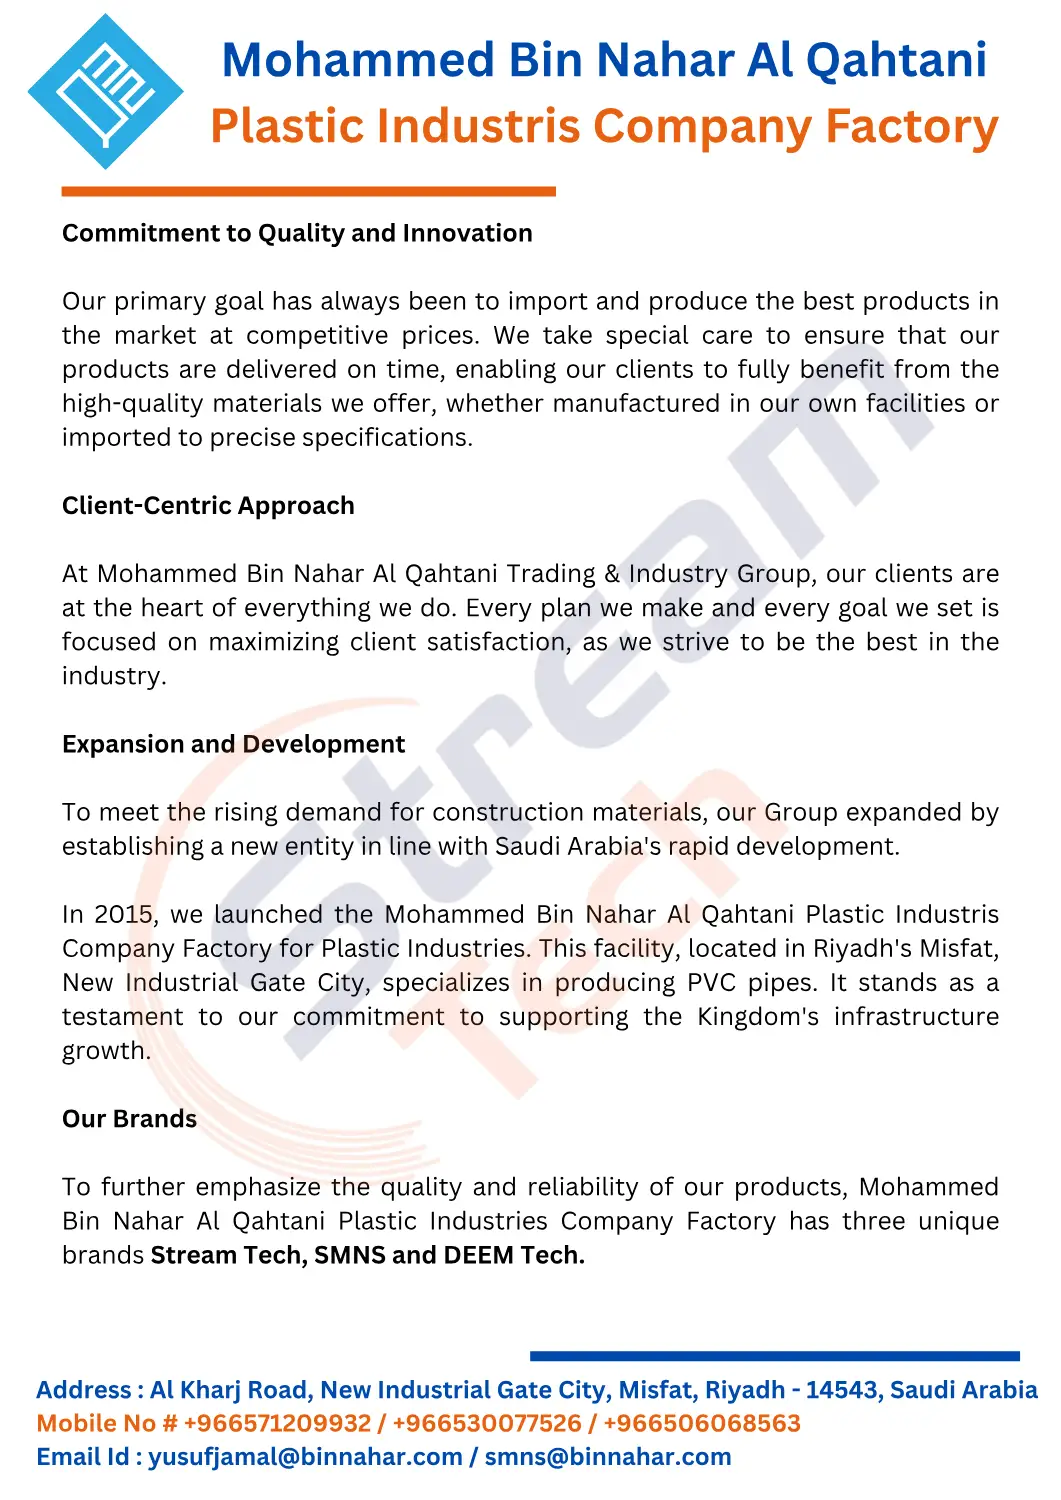 Mohammed Bin Nahar Al Qahtani
Plastic Industris Company Factory
Commitment to Quality and Innovation
Our primary goal has always been to import and produce the best products in
the market at competitive prices. We take special care to ensure that our
products are delivered on time, enabling our clients to fully benefit from the
high-quality materials we offer, whether manufactured in our own facilities or
imported to precise specifications.
Client-Centric Approach
At Mohammed Bin Nahar Al Qahtani Trading & Industry Group, our clients are
at the heart of everything we do. Every plan we make and every goal we set is
focused on maximizing client satisfaction, as we strive to be the best in the
industry.
Expansion and Development
To meet the rising demand for construction materials, our Group expanded by
establishing a new entity in line with Saudi Arabia's rapid development.
In 2015, we launched the Mohammed Bin Nahar Al Qahtani Plastic Industris
Company Factory for Plastic Industries. This facility, located in Riyadh's Misfat,
New Industrial Gate City, specializes in producing PVC pipes. It stands as a
testament to our commitment to supporting the Kingdom's infrastructure
growth.
Our Brands
To further emphasize the quality and reliability of our products, Mohammed
Bin Nahar Al Qahtani Plastic Industries Company Factory has three unique
brands Stream Tech, SMNS and DEEM Tech.
Stream
Tech
Address : Al Kharj Road, New Industrial Gate City, Misfat, Riyadh - 14543, Saudi Arabia
Mobile No # +966571209932 / +966530077526 / +966506068563
Email Id : yusufjamal@binnahar.com / smns@binnahar.com